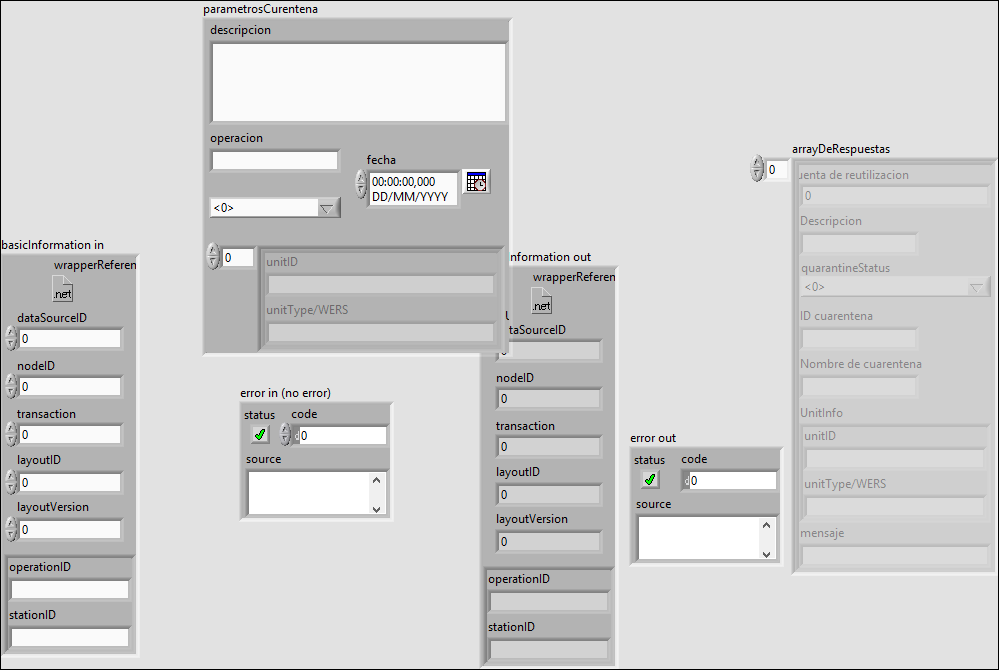 parametrosCurentena
descripcion
operacion
fecha
00:00:00,000
DD/MM/YYYY
<0>
0
unitID
unitType/WERS
basicInformation in
wrapperReferen
.net
dataSourceID
0
nodeID
0
transaction
0
layoutID
0
layoutVersion
0
operationID
stationID
error in (no error)
status
code
d0
source
nformation out
wrapperReferen
.net
taSourceID
nodeID
0
transaction
0
layoutID
0
layoutVersion
0
operationID
stationID
error out
status
code
d0
source
arrayDeRespuestas
0
uenta de reutilizacion
0
Descripcion
quarantineStatus
<0>
ID cuarentena
Nombre de cuarentena
UnitInfo
unitID
unitType/WERS
mensaje